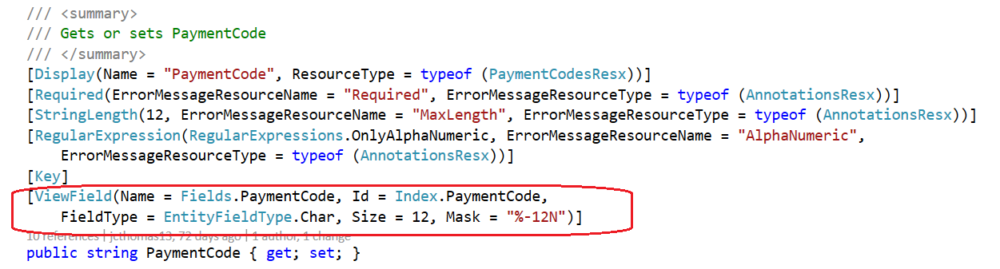 /// <summary>
/// Gets or sets PaymentCode
/// </summary>
[Display(Name = "PaymentCode", ResourceType = typeof (PaymentCodesResx))]
[Required(ErrorMessageResourceName = "Required", ErrorMessageResourceType = typeof (AnnotationsResx))]
[StringLength(12, ErrorMessageResourceName = "MaxLength", ErrorMessageResourceType = typeof (AnnotationsResx))]
[RegularExpression(RegularExpressions.OnlyAlphaNumeric, ErrorMessageResourceName = "AlphaNumeric",
ErrorMessageResourceType = typeof (AnnotationsResx))]
[Key]
[ViewField(Name = Fields.PaymentCode, Id = Index.PaymentCode,
FieldType = EntityFieldType.Char, Size = 12, Mask = "%-12N")]
10 references | jcthomas13, 72 days ago | 1 author, 1 change
public string PaymentCode { get; set; }